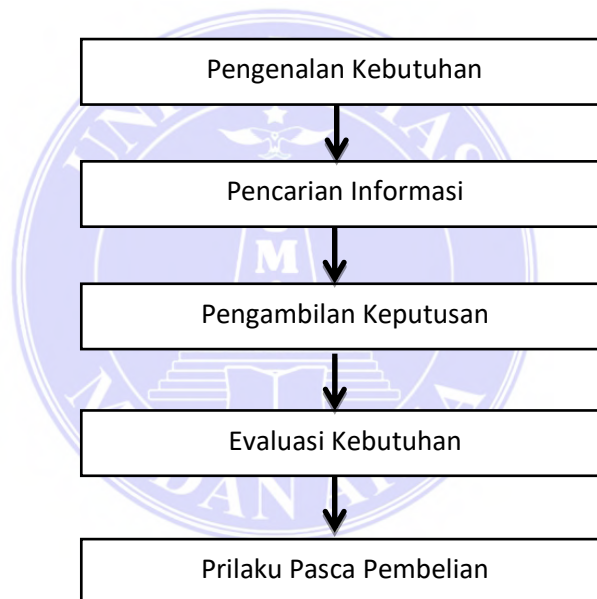 Pengenalan Kebutuhan
Pencarian Informasi
Pengambilan Keputusan
Evaluasi Kebutuhan
Prilaku Pasca Pembelian